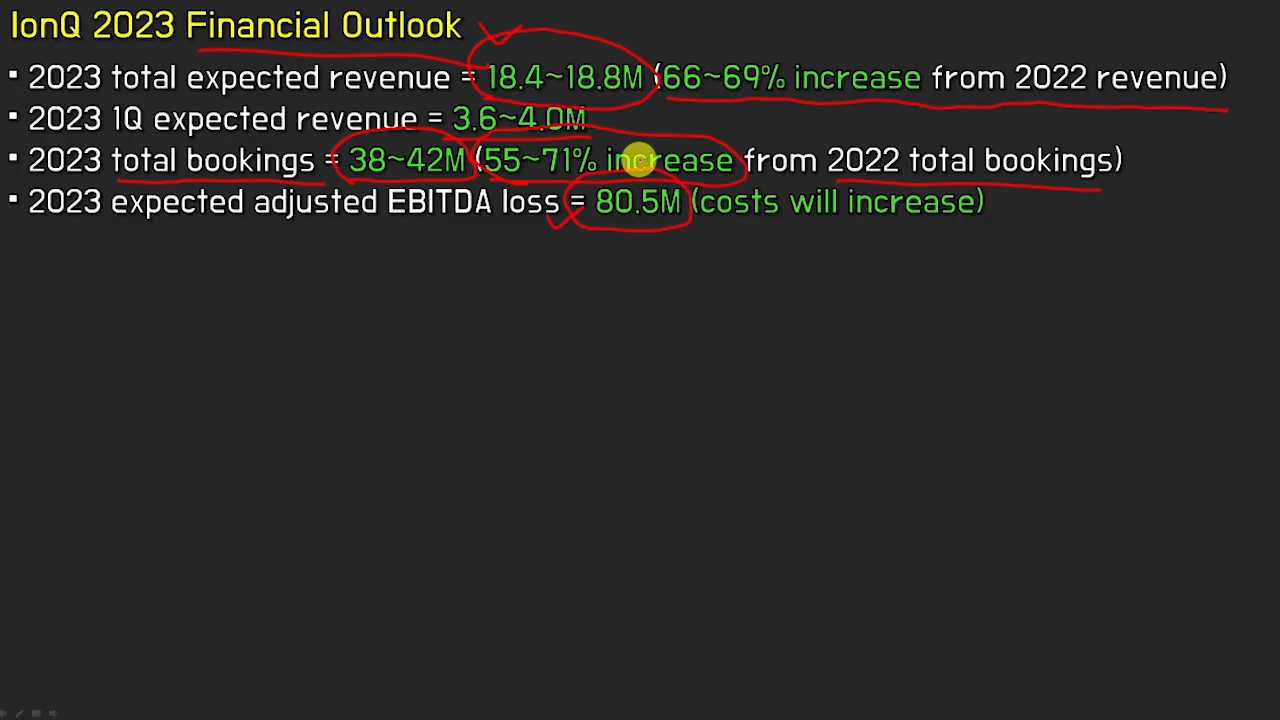 IonQ 2023 Financial Outlook
▪ 2023 total expected revenue = 18.4~18.8M (66~69% increase from 2022 revenue)
▪ 2023 1Q expected revenue = 3.6~4.0M
▪ 2023 total bookings = 38~42M (55~71% increase from 2022 total bookings)
▪ 2023 expected adjusted EBITDA loss = 80.5M (costs will increase)